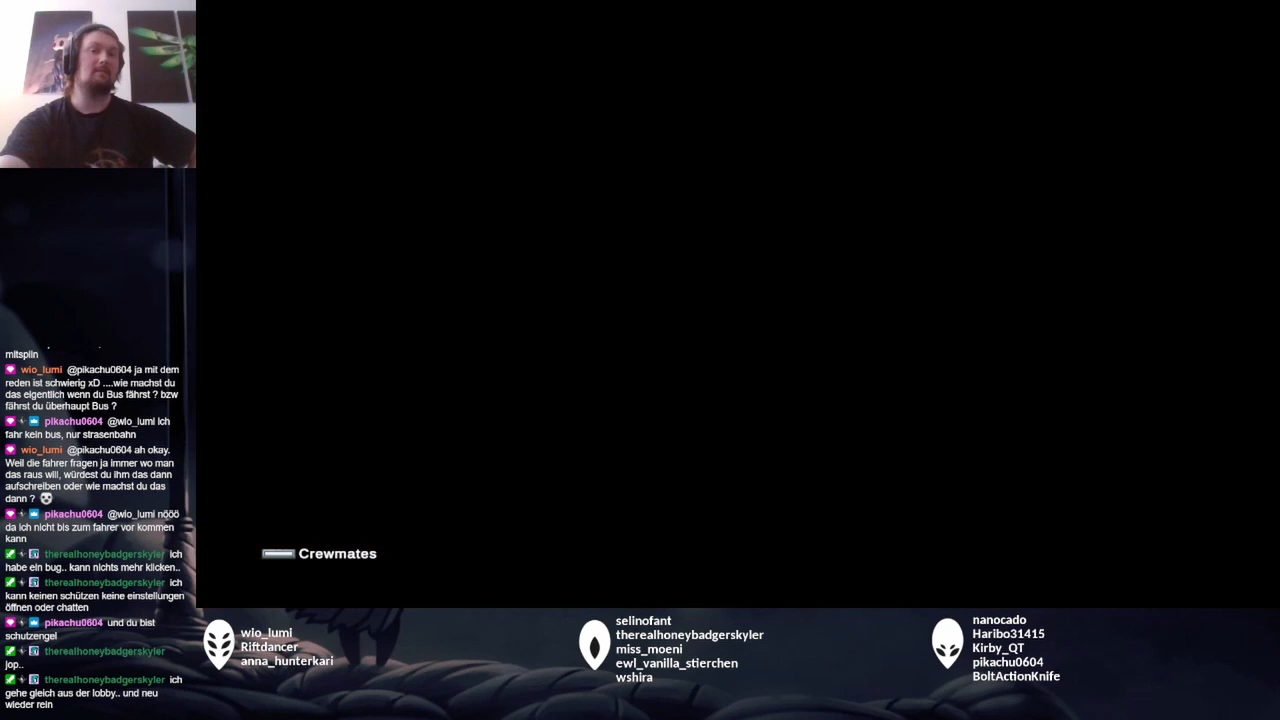 mitspiln
wio_lumi @pikachu0604 ja mit dem
reden ist schwierig xD ....wie machst du
das eigentlich wenn du Bus fährst ? bzw
fährst du überhaupt Bus ?
pikachu0604 @wio_lumi ich
fahr kein bus, nur strasenbahn
wio_lumi @pikachu0604 ah okay.
Weil die fahrer fragen ja immer wo man
das raus will, würdest du ihm das dann
aufschreiben oder wie machst du das
dann ?
pikachu0604 @wio_lumi nööö
da ich nicht bis zum fahrer vor kommen
kann
therealhoneybadgerskyler ich
habe ein bug.. kann nichts mehr klicken..
therealhoneybadgerskyler ich
kann keinen schützen keine einstellungen
öffnen oder chatten
pikachu0604 und du bist
schutzengel
therealhoneybadgerskyler
jop..
therealhoneybadgerskyler ich
gehe gleich aus der lobby.. und neu
wieder rein
Crewmates
wio_lumi
Riftdancer
anna_hunterkari
selinofant
therealhoneybadgerskyler
miss_moeni
ewl_vanilla_stierchen
wshira
nanocado
Haribo31415
Kirby_QT
pikachu0604
BoltActionKnife